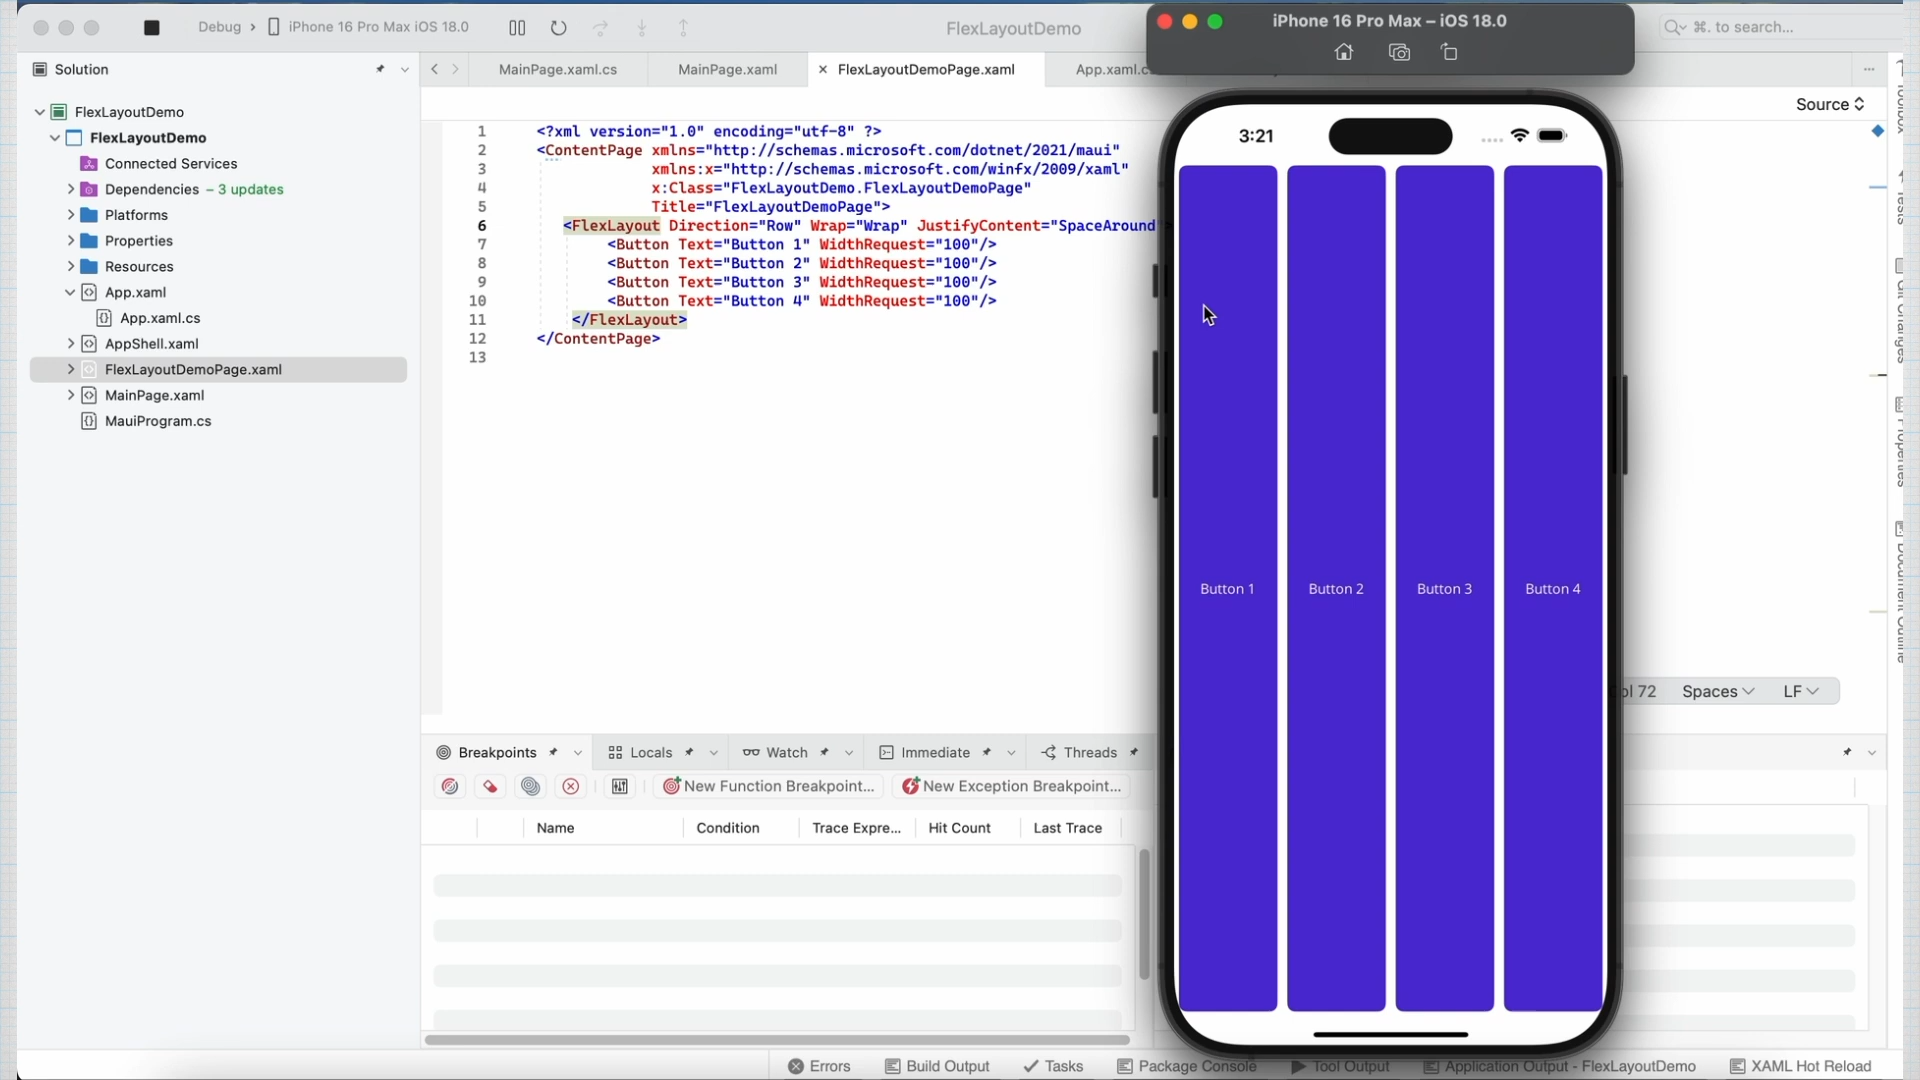 Debug
iPhone 16 Pro Max iOS 18.0
FlexLayoutDemo
iPhone 16 Pro Max – iOS 18.0
⌘. to search...
Solution
MainPage.xaml.cs
MainPage.xaml
FlexLayoutDemoPage.xaml
App.xaml.c
Source
FlexLayoutDemo
FlexLayoutDemo
Connected Services
Dependencies – 3 updates
Platforms
Properties
Resources
App.xaml
App.xaml.cs
AppShell.xaml
FlexLayoutDemoPage.xaml
MainPage.xaml
MauiProgram.cs
1 <?xml version="1.0" encoding="utf-8" ?>
2 <ContentPage xmlns="http://schemas.microsoft.com/dotnet/2021/maui"
3 xmlns:x="http://schemas.microsoft.com/winfx/2009/xaml"
4 x:Class="FlexLayoutDemo.FlexLayoutDemoPage"
5 Title="FlexLayoutDemoPage">
6 <FlexLayout Direction="Row" Wrap="Wrap" JustifyContent="SpaceAround
7 <Button Text="Button 1" WidthRequest="100"/>
8 <Button Text="Button 2" WidthRequest="100"/>
9 <Button Text="Button 3" WidthRequest="100"/>
10 <Button Text="Button 4" WidthRequest="100"/>
11 </FlexLayout>
12 </ContentPage>
13
3:21
Button 1
Button 2
Button 3
Button 4
72
Spaces
LF
Breakpoints
Locals
Watch
Immediate
Threads
New Function Breakpoint...
New Exception Breakpoint...
Name
Condition
Trace Expre...
Hit Count
Last Trace
Errors
Build Output
Tasks
Package Console
Tool Output
Application Output - FlexLayoutDemo
XAML Hot Reload